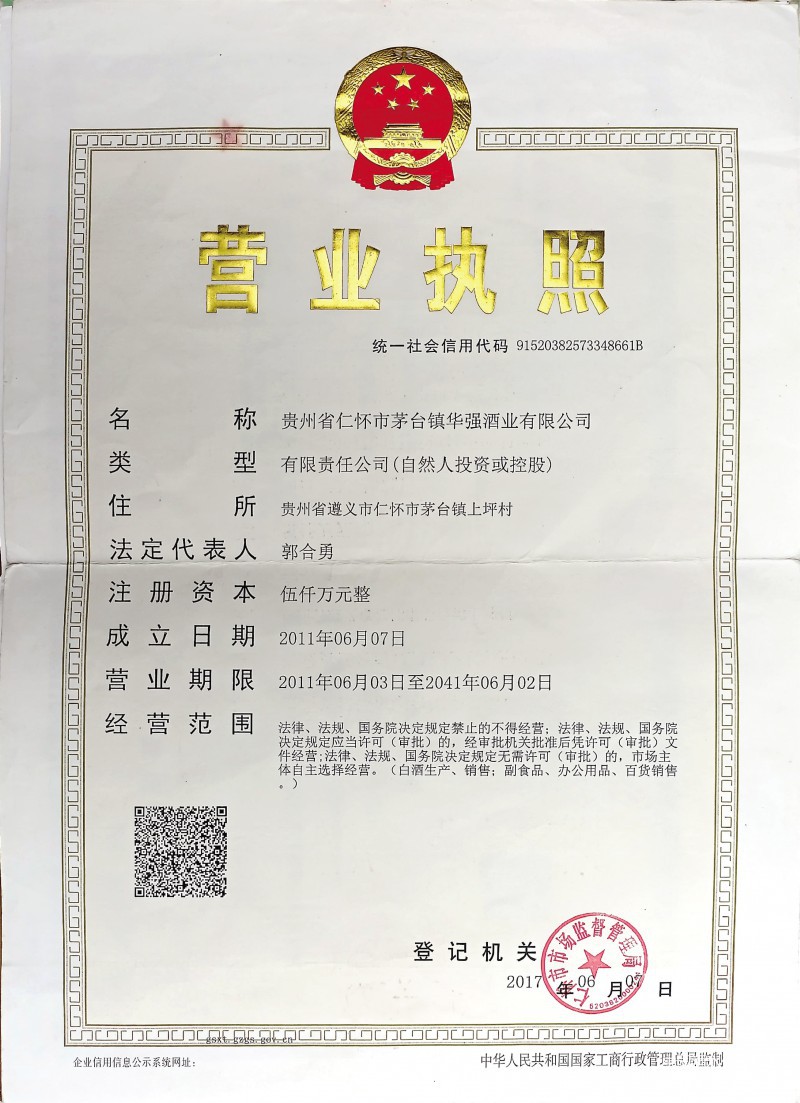 营业执照
统一社会信用代码 91520382573348661B
名称 贵州省仁怀市茅台镇华强酒业有限公司
类型 有限责任公司(自然人投资或控股)
住所 贵州省遵义市仁怀市茅台镇上坪村
法定代表人 郭合勇
注册资本 伍仟万元整
成立日期 2011年06月07日
营业期限 2011年06月03日至2041年06月02日
经营范围 法律、法规、国务院决定规定禁止的不得经营；法律、法规、国务院
决定规定应当许可（审批）的，经审批机关批准后凭许可（审批）文
件经营;法律、法规、国务院决定规定无需许可（审批）的，市场主
体自主选择经营。（白酒生产、销售；副食品、办公用品、百货销售
。）
登记机关
仁怀市市场监督管理局
2017年06月07日
gsxt.gzgs.gov.cn
企业信用信息公示系统网址：
中华人民共和国国家工商行政管理总局监制